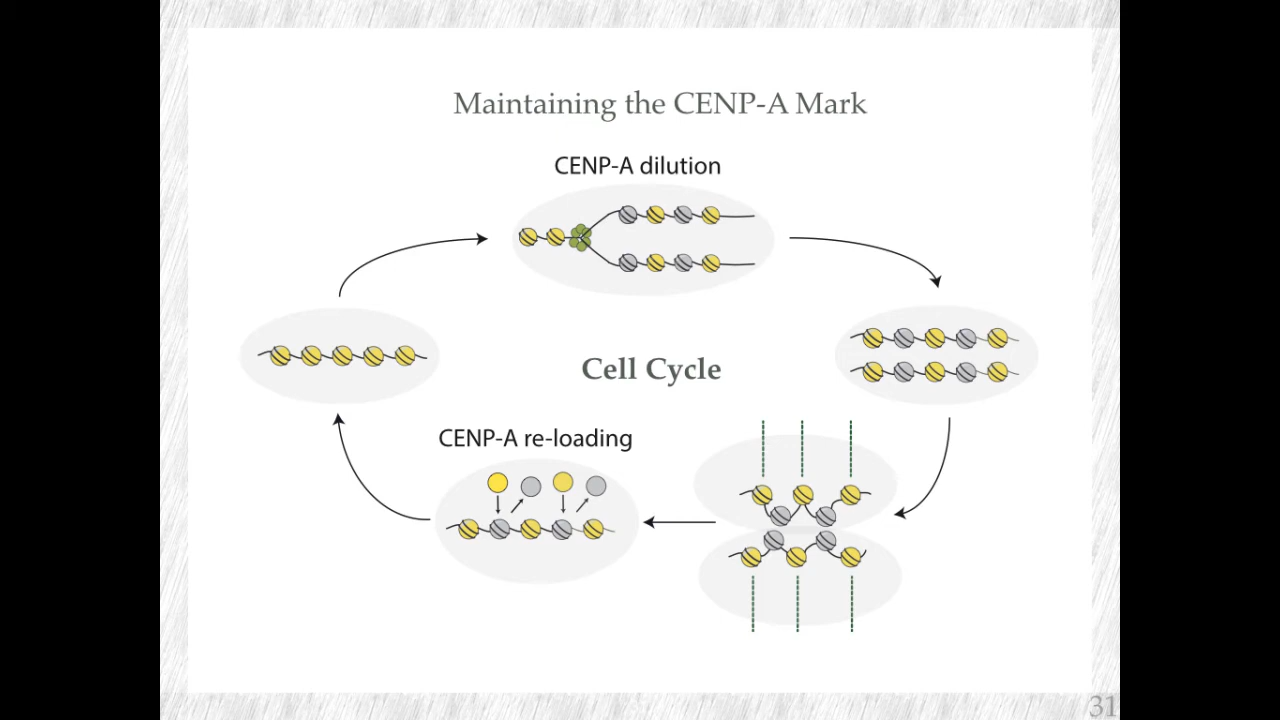 Maintaining the CENP-A Mark
CENP-A dilution
Cell Cycle
CENP-A re-loading
31